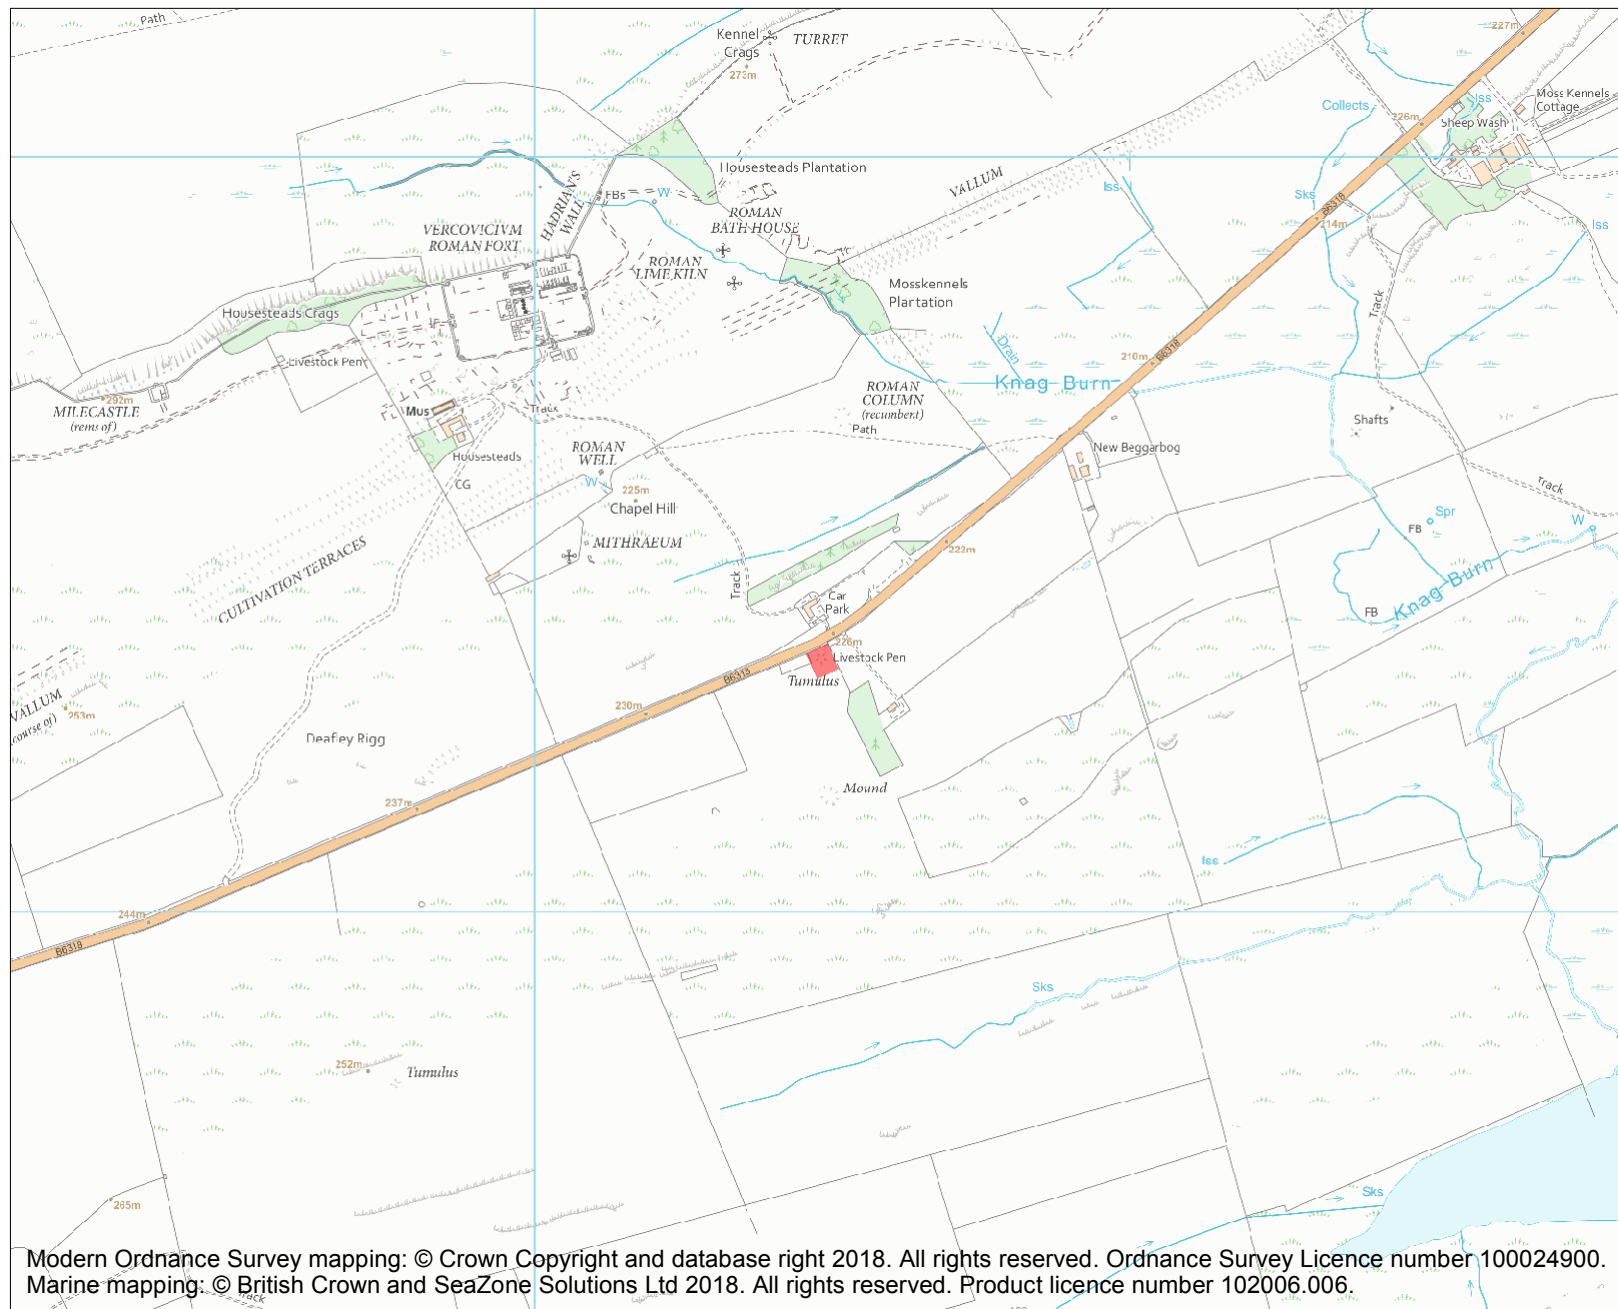 Path
Kennel
Crags
273m
TURRET
227m
Collects
Iss
Moss Kennels
Cottage
226m
Sheep Wash
Housesteads Plantation
HADRIAN'S
WALL
FBs
W
VALLUM
Iss
Sks
B6318
214m
Iss
ROMAN
BATH HOUSE
VERCOVICIVM
ROMAN FORT
ROMAN
LIME KILN
Mosskennels
Plantation
Track
Housesteads Crags
Livestock Pen
Drain
210m
B6318
Knag Burn
292m
MILECASTLE
(rems of)
Mus
Track
ROMAN
COLUMN
(recumbent)
Path
Shafts
Housesteads
ROMAN
WELL
W
New Beggarbog
CG
225m
Chapel Hill
Track
Spr
FB
W
MITHRAEUM
222m
CULTIVATION TERRACES
Track
Car
Park
Knag Burn
FB
226m
Livestock Pen
Tumulus
B6318
VALLUM
(course of)
253m
230m
Deafley Rigg
Mound
237m
Iss
244m
B6318
Sks
252m
Tumulus
265m
Sks
Modern Ordnance Survey mapping: © Crown Copyright and database right 2018. All rights reserved. Ordnance Survey Licence number 100024900.
Marine mapping: © British Crown and SeaZone Solutions Ltd 2018. All rights reserved. Product licence number 102006.006.
Track